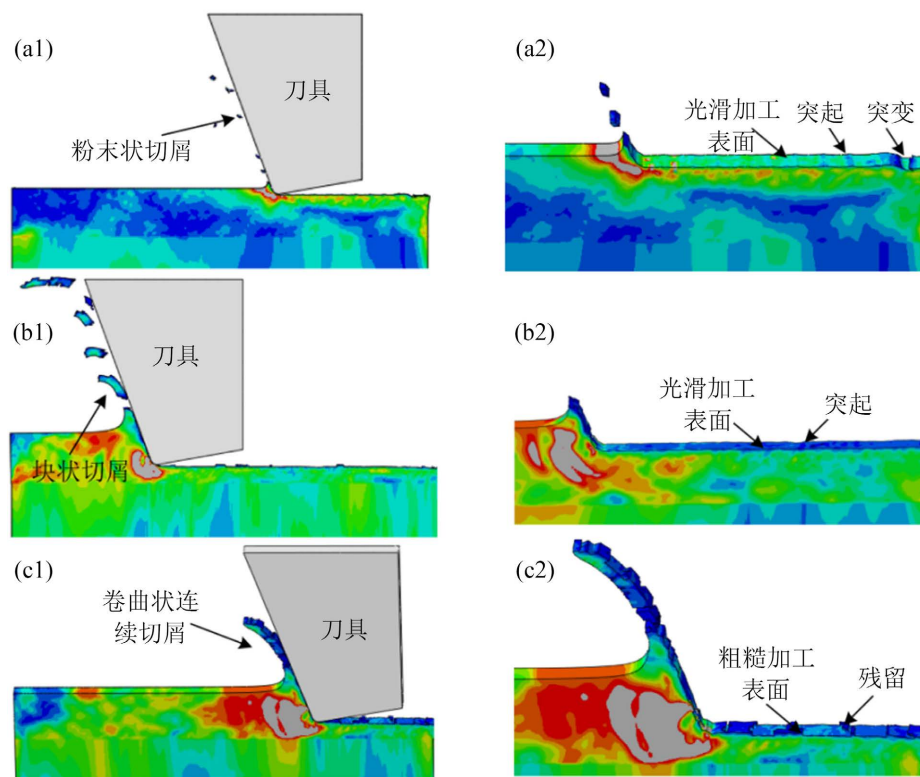 (a1)
刀具
粉末状切屑
(a2)
光滑加工
表面
突起
突变
(b1)
刀具
块状切屑
(b2)
光滑加工
表面
突起
(c1)
卷曲状连
续切屑
刀具
(c2)
粗糙加工
表面
残留